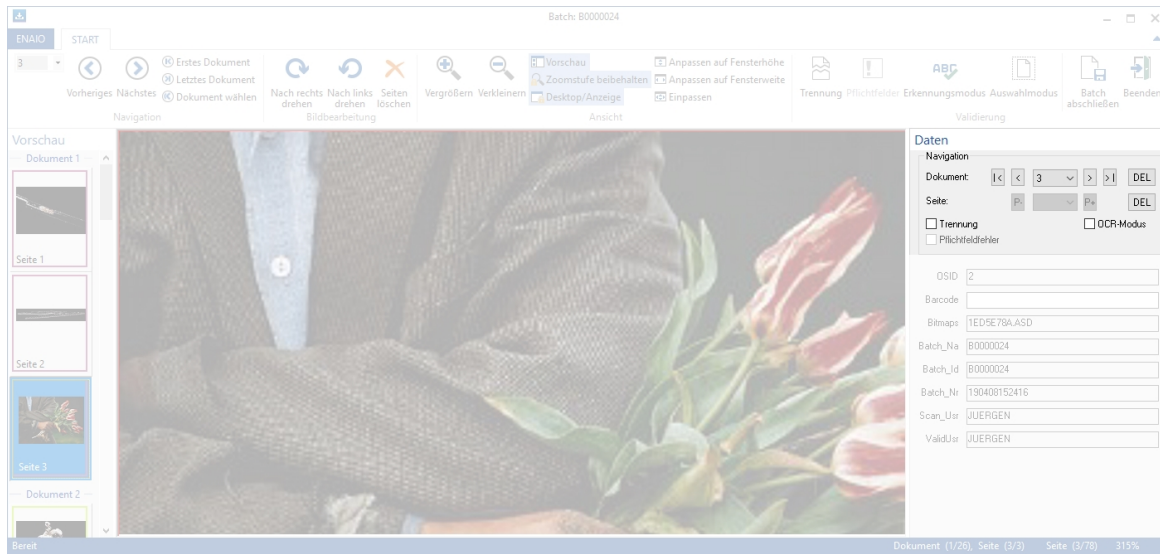 Batch: B0000024
ENAIO START
3
Vorheriges Nächstes
Erstes Dokument
Letztes Dokument
Dokument wählen
Navigation
Nach rechts drehen
Nach links drehen
Seiten löschen
Bildbearbeitung
Vergrößern Verkleinern
Vorschau
Zoomstufe beibehalten
Desktop/Anzeige
Anpassen auf Fensterhöhe
Anpassen auf Fensterweite
Einpassen
Ansicht
Trennung Pflichtfelder Erkennungsmodus Auswahlmodus
ABC
Batch abschließen
Beenden
Validierung
Vorschau
Dokument 1
Seite 1
Seite 2
Seite 3
Dokument 2
Daten
Navigation
Dokument: |< < 3 > >| DEL
Seite: P- P+ DEL
Trennung OCR-Modus
Pflichtfeldfehler
OSID 2
Barcode
Bitmaps 1ED5E78A.ASD
Batch_Na B0000024
Batch_Id B0000024
Batch_Nr 190408152416
Scan_Usr JUERGEN
ValidUsr JUERGEN
Bereit
Dokument (1/26), Seite (3/3) Seite (3/78) 315%